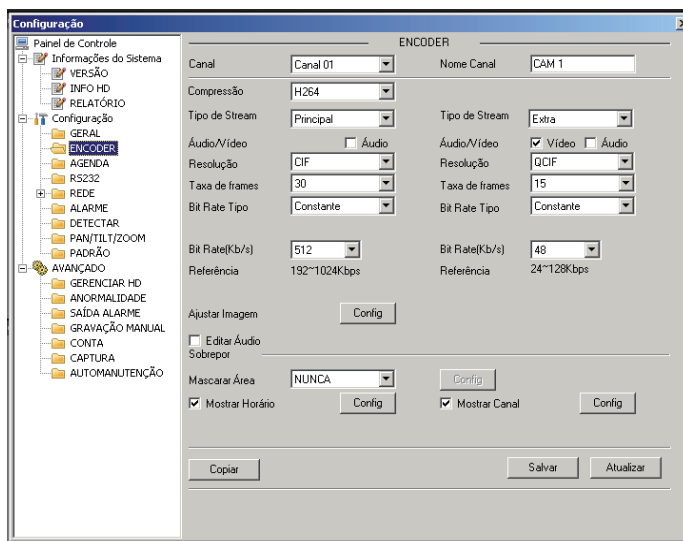 Configuração
Painel de Controle
Informações do Sistema
VERSÃO
INFO HD
RELATÓRIO
Configuração
GERAL
ENCODER
AGENDA
RS232
REDE
ALARME
DETECTAR
PAN/TILT/ZOOM
PADRÃO
AVANÇADO
GERENCIAR HD
ANORMALIDADE
SAÍDA ALARME
GRAVAÇÃO MANUAL
CONTA
CAPTURA
AUTOMANUTENÇÃO
ENCODER
Canal Canal 01 Nome Canal CAM 1
Compressão H264
Tipo de Stream Principal Tipo de Stream Extra
Áudio/Vídeo Áudio Áudio/Vídeo Vídeo Áudio
Resolução CIF Resolução QCIF
Taxa de frames 30 Taxa de frames 15
Bit Rate Tipo Constante Bit Rate Tipo Constante
Bit Rate(Kb/s) 512 Bit Rate(Kb/s) 48
Referência 192~1024Kbps Referência 24~128Kbps
Ajustar Imagem Config
Editar Áudio
Sobrepor
Mascarar Área NUNCA Config
Mostrar Horário Config Mostrar Canal Config
Copiar Salvar Atualizar